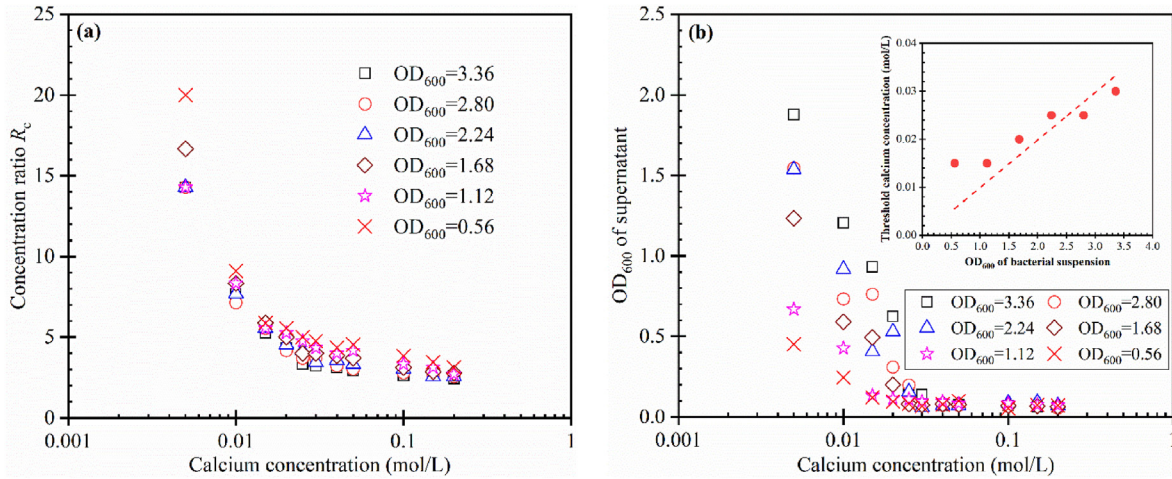 (a)
25
20
15
10
5
0
Concentration ratio Rc
OD600=3.36
OD600=2.80
OD600=2.24
OD600=1.68
OD600=1.12
OD600=0.56
0.001
0.01
0.1
1
Calcium concentration (mol/L)
(b)
2.0
1.5
1.0
0.5
0.0
OD600 of supernatant
0.04
0.03
0.02
0.01
0.00
Threshold calcium concentration (mol/L)
0.0 0.5 1.0 1.5 2.0 2.5 3.0 3.5 4.0
OD600 of bacterial suspension
OD600=3.36 OD600=2.80
OD600=2.24 OD600=1.68
OD600=1.12 OD600=0.56
0.001
0.01
0.1
1
Calcium concentration (mol/L)